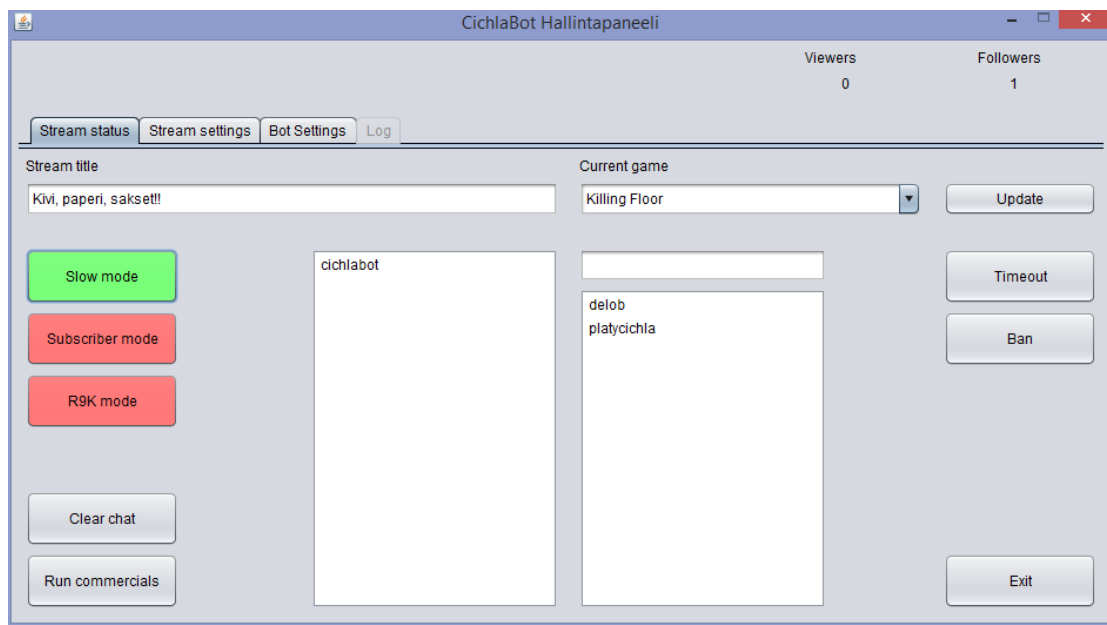 CichlaBot Hallintapaneeli
Viewers
Followers
0
1
Stream status
Stream settings
Bot Settings
Log
Stream title
Current game
Kivi, paperi, sakset!!
Killing Floor
Update
Slow mode
Subscriber mode
R9K mode
Clear chat
Run commercials
cichlabot
delob
platycichla
Timeout
Ban
Exit